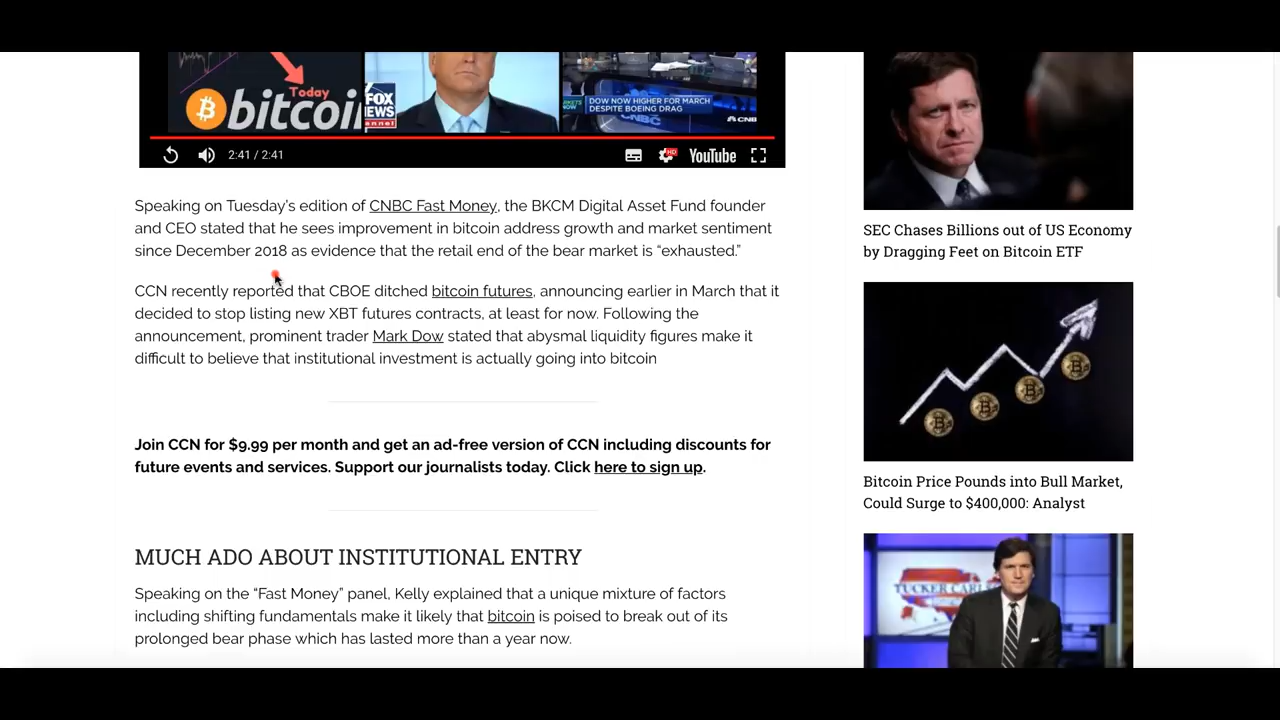 Today
bitcoin
FOX
NEWS
channel
DOW NOW HIGHER FOR MARCH
DESPITE BOEING DRAG
CNBC
2:41 / 2:41
HD
YouTube
Speaking on Tuesday's edition of CNBC Fast Money, the BKCM Digital Asset Fund founder
and CEO stated that he sees improvement in bitcoin address growth and market sentiment
since December 2018 as evidence that the retail end of the bear market is “exhausted.”
CCN recently reported that CBOE ditched bitcoin futures, announcing earlier in March that it
decided to stop listing new XBT futures contracts, at least for now. Following the
announcement, prominent trader Mark Dow stated that abysmal liquidity figures make it
difficult to believe that institutional investment is actually going into bitcoin
Join CCN for $9.99 per month and get an ad-free version of CCN including discounts for
future events and services. Support our journalists today. Click here to sign up.
MUCH ADO ABOUT INSTITUTIONAL ENTRY
Speaking on the “Fast Money” panel, Kelly explained that a unique mixture of factors
including shifting fundamentals make it likely that bitcoin is poised to break out of its
prolonged bear phase which has lasted more than a year now.
SEC Chases Billions out of US Economy
by Dragging Feet on Bitcoin ETF
Bitcoin Price Pounds into Bull Market,
Could Surge to $400,000: Analyst
TUCKER CARL